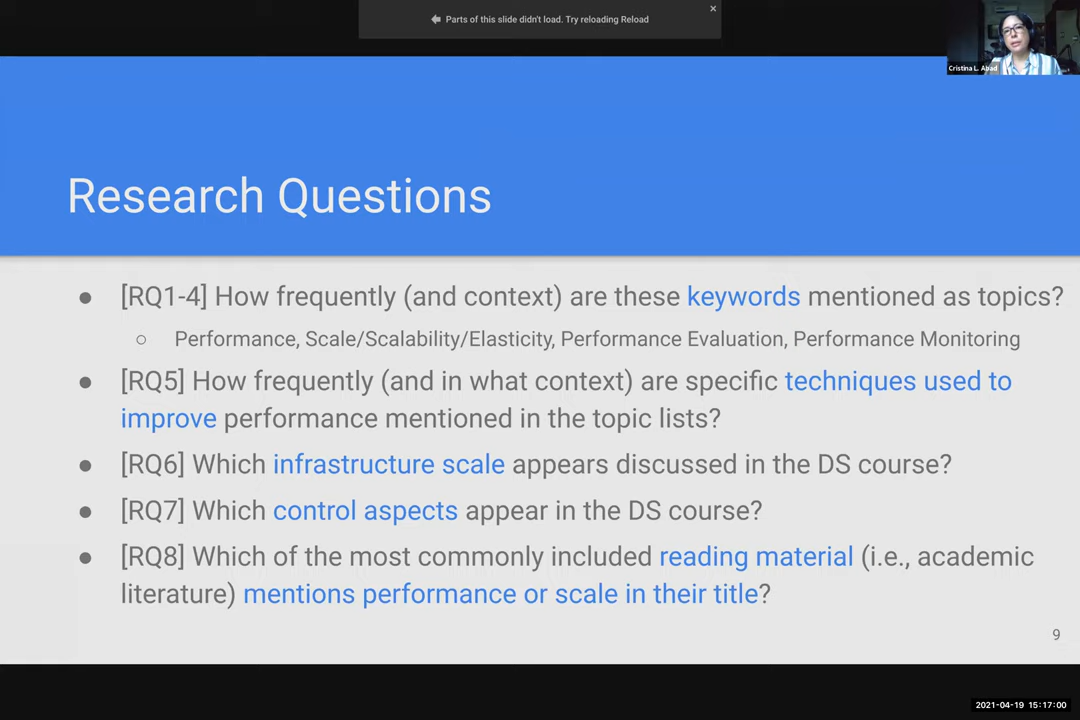 Parts of this slide didn't load. Try reloading Reload
×
Cristina L. Abad
Research Questions
● [RQ1-4] How frequently (and context) are these keywords mentioned as topics?
○ Performance, Scale/Scalability/Elasticity, Performance Evaluation, Performance Monitoring
● [RQ5] How frequently (and in what context) are specific techniques used to
improve performance mentioned in the topic lists?
● [RQ6] Which infrastructure scale appears discussed in the DS course?
● [RQ7] Which control aspects appear in the DS course?
● [RQ8] Which of the most commonly included reading material (i.e., academic
literature) mentions performance or scale in their title?
9
2021-04-19 15:17:00